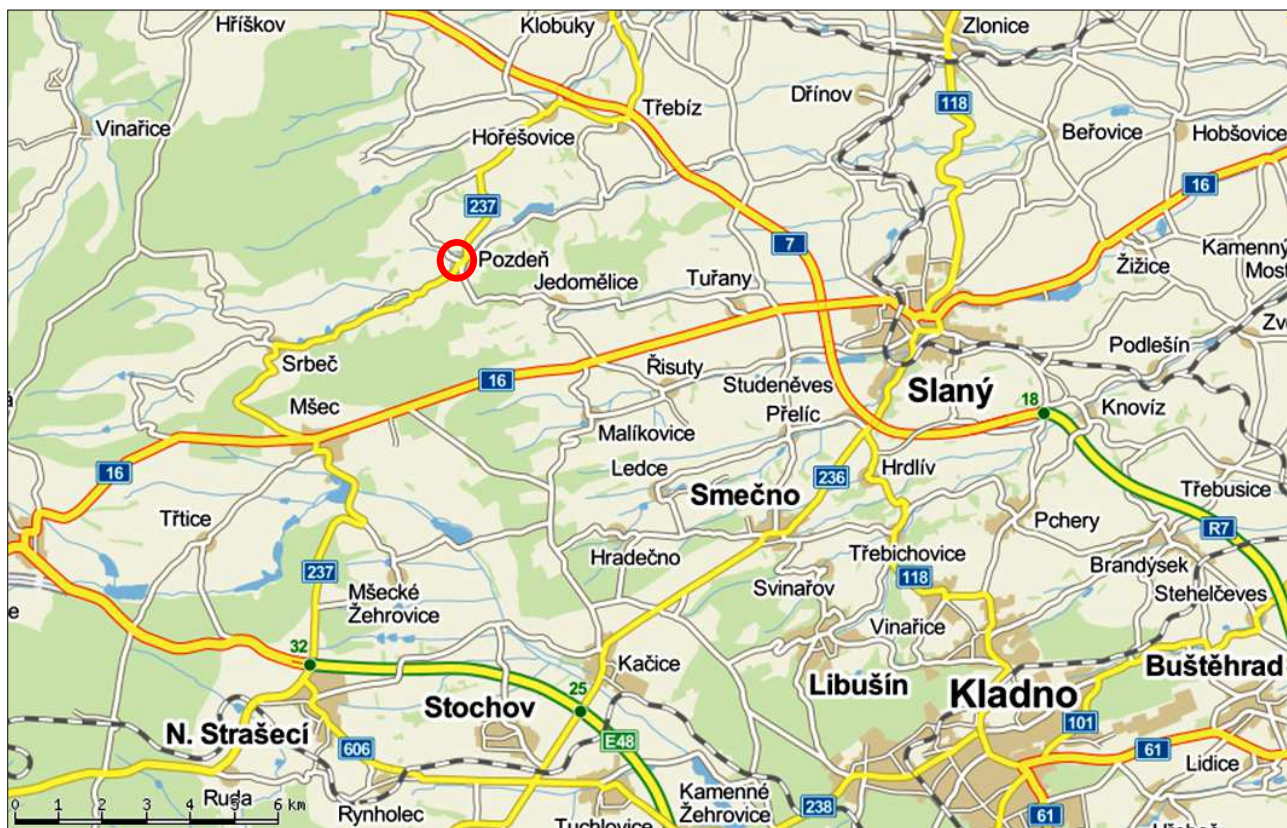 Hříškov
Klobuky
Zlonice
Vinařice
Třebíz
Dřínov
118
Beřovice
Hobšovice
Hořešovice
16
237
7
Pozdeň
Jedomělice
Tuřany
Žižice
Kamenný
Most
Srbeč
Řisuty
Podlešín
Mšec
16
Studeněves
Přelíc
Slaný
18
Knovíz
Malíkovice
Ledce
Smečno
236
Hrdlív
16
Třebusice
Třtice
Pchery
R7
Hradečno
Třebichovice
Brandýsek
237
Mšecké
Žehrovice
Svinařov
118
Stehelčeves
Vinařice
32
Kačice
Libušín
Kladno
Buštěhrad
25
Stochov
N. Strašecí
E48
101
606
61
Lidice
Ruda
Rynholec
Kamenné
Žehrovice
238
61
Tuchlovice
0 1 2 3 4 5 6 km